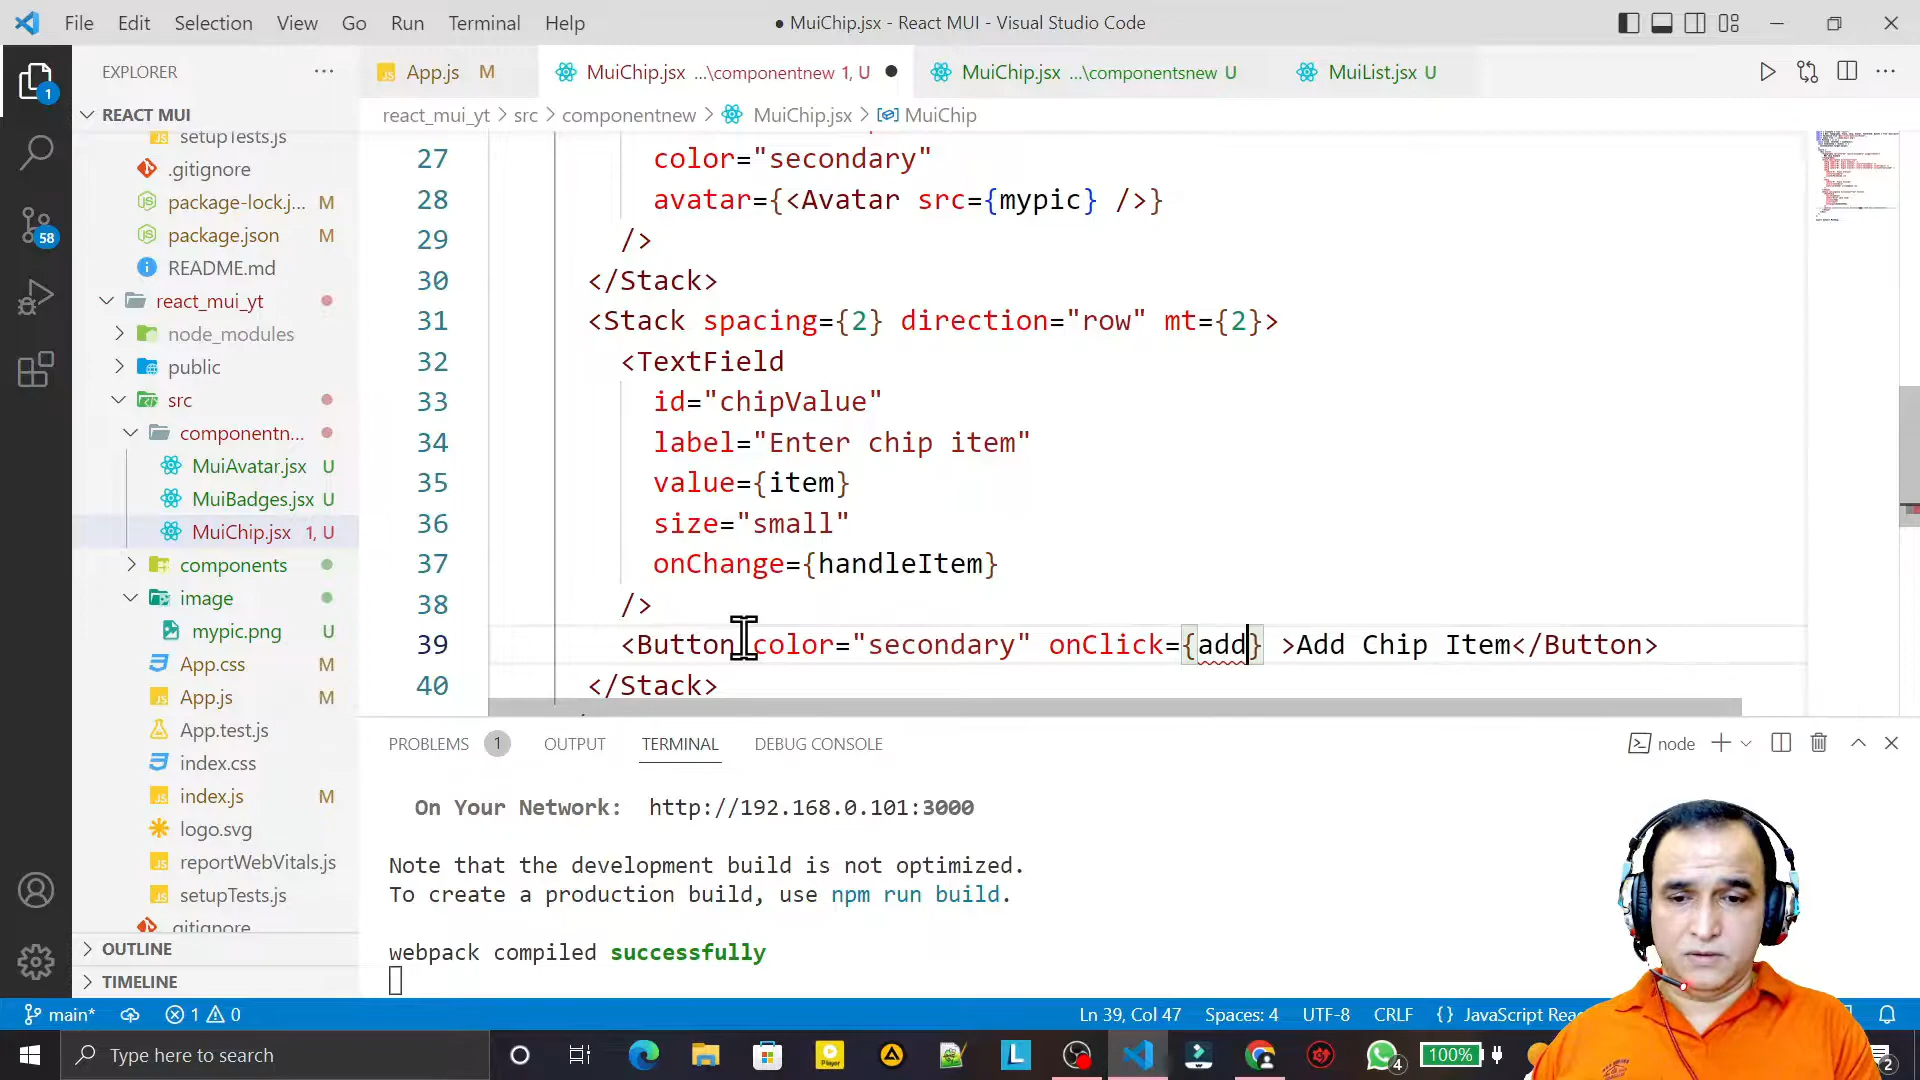 File Edit Selection View Go Run Terminal Help
● MuiChip.jsx - React MUI - Visual Studio Code
EXPLORER
App.js M
MuiChip.jsx ...\componentnew 1, U
MuiChip.jsx ...\componentsnew U
MuiList.jsx U
REACT MUI
react_mui_yt > src > componentnew > MuiChip.jsx > MuiChip
setupTests.js
.gitignore
package-lock.j... M
package.json M
README.md
react_mui_yt
node_modules
public
src
componentn...
MuiAvatar.jsx U
MuiBadges.jsx U
MuiChip.jsx 1, U
components
image
mypic.png U
App.css M
App.js M
App.test.js
index.css
index.js M
logo.svg
reportWebVitals.js
setupTests.js
.gitignore
OUTLINE
TIMELINE
1
58
27 color="secondary"
28 avatar={<Avatar src={mypic} />}
29 />
30 </Stack>
31 <Stack spacing={2} direction="row" mt={2}>
32 <TextField
33 id="chipValue"
34 label="Enter chip item"
35 value={item}
36 size="small"
37 onChange={handleItem}
38 />
39 <Button color="secondary" onClick={add} >Add Chip Item</Button>
40 </Stack>
PROBLEMS 1 OUTPUT TERMINAL DEBUG CONSOLE
node
On Your Network: http://192.168.0.101:3000
Note that the development build is not optimized.
To create a production build, use npm run build.
webpack compiled successfully
main* 1 0
Ln 39, Col 47 Spaces: 4 UTF-8 CRLF {} JavaScript
Type here to search
Player
L
4
100%
2